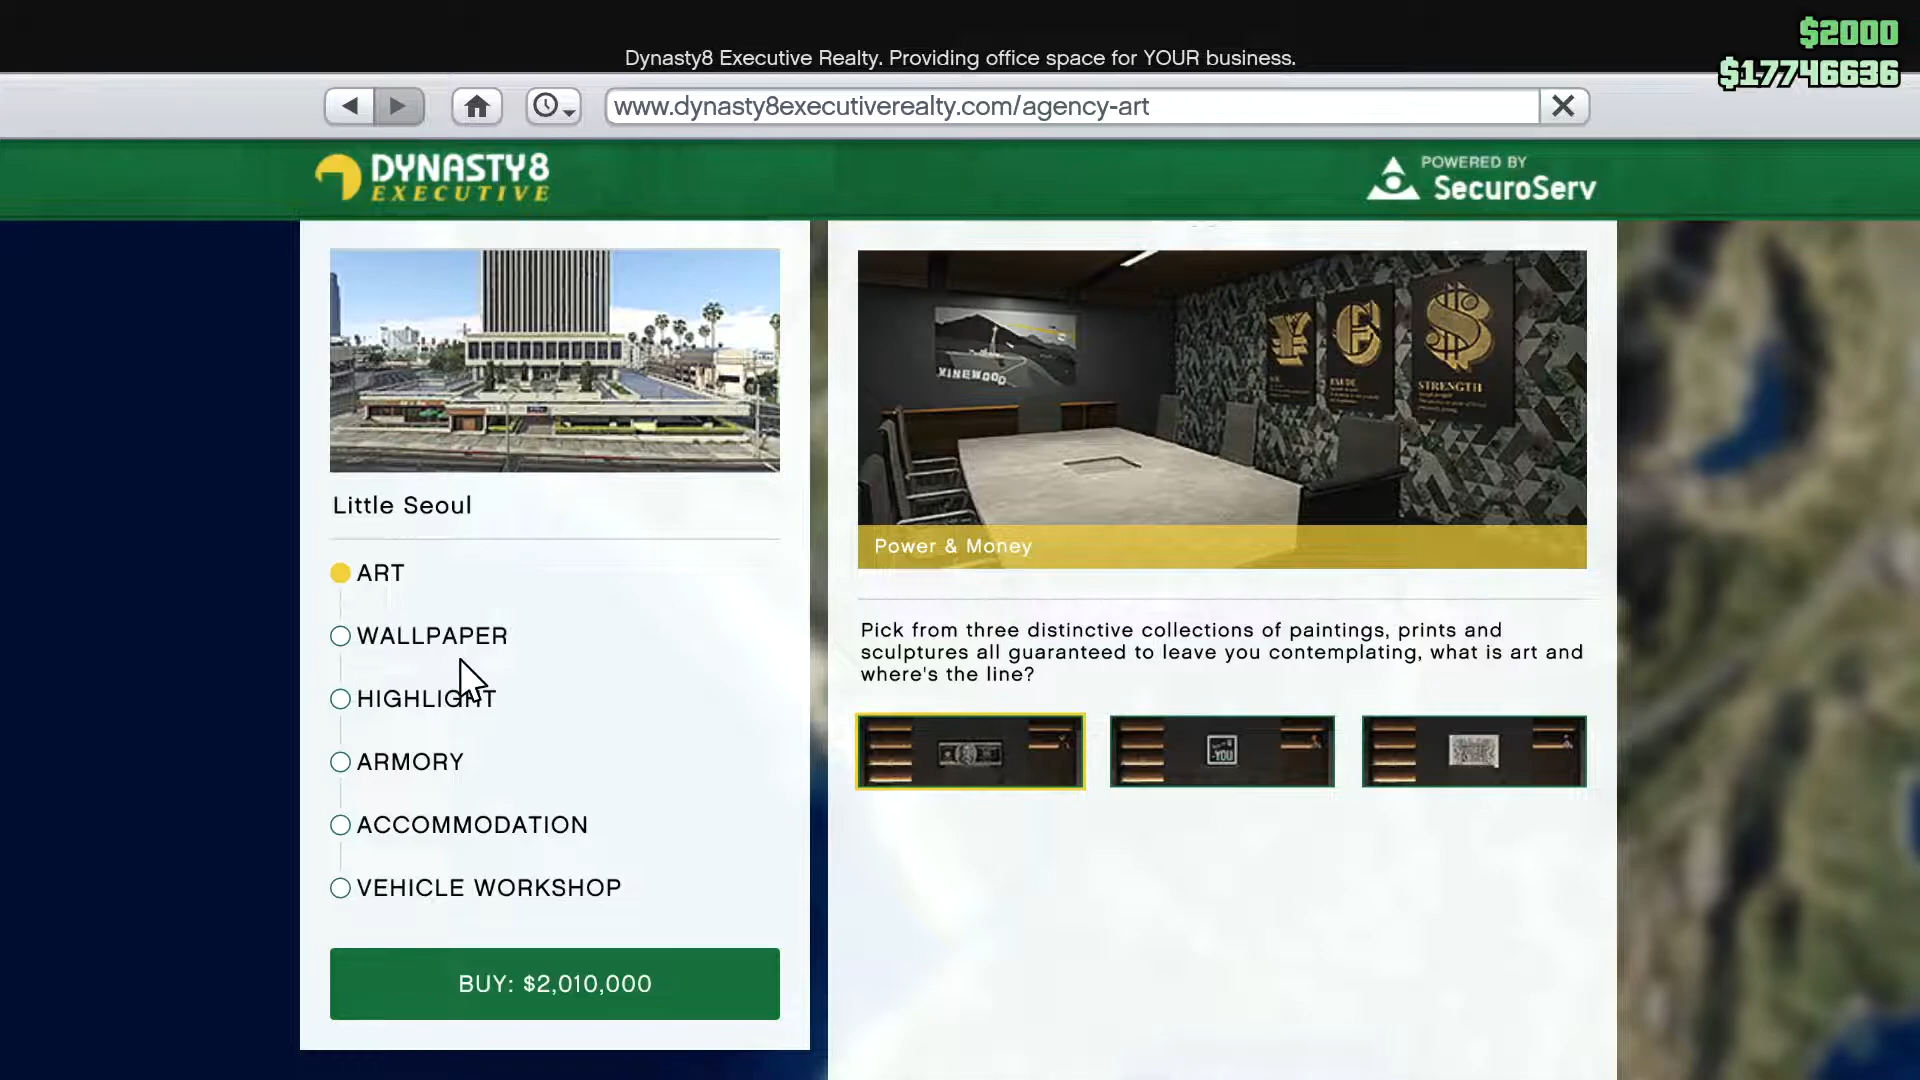 $2000
Dynasty8 Executive Realty. Providing office space for YOUR business.
$17746636
www.dynasty8executiverealty.com/agency-art
DYNASTY8
EXECUTIVE
POWERED BY
SecuroServ
VINEWOOD
STRENGTH
Power & Money
Little Seoul
ART
WALLPAPER
HIGHLIGHT
ARMORY
ACCOMMODATION
VEHICLE WORKSHOP
BUY: $2,010,000
Pick from three distinctive collections of paintings, prints and
sculptures all guaranteed to leave you contemplating, what is art and
where's the line?
YOU